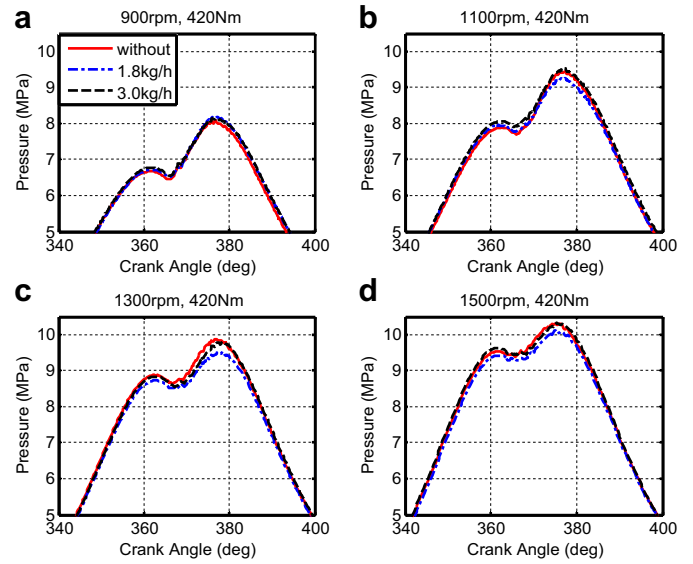 a
900rpm, 420Nm
10
9
8
7
6
5
Pressure (MPa)
without
1.8kg/h
3.0kg/h
340
360
380
400
Crank Angle (deg)
b
1100rpm, 420Nm
10
9
8
7
6
5
Pressure (MPa)
340
360
380
400
Crank Angle (deg)
c
1300rpm, 420Nm
10
9
8
7
6
5
Pressure (MPa)
340
360
380
400
Crank Angle (deg)
d
1500rpm, 420Nm
10
9
8
7
6
5
Pressure (MPa)
340
360
380
400
Crank Angle (deg)